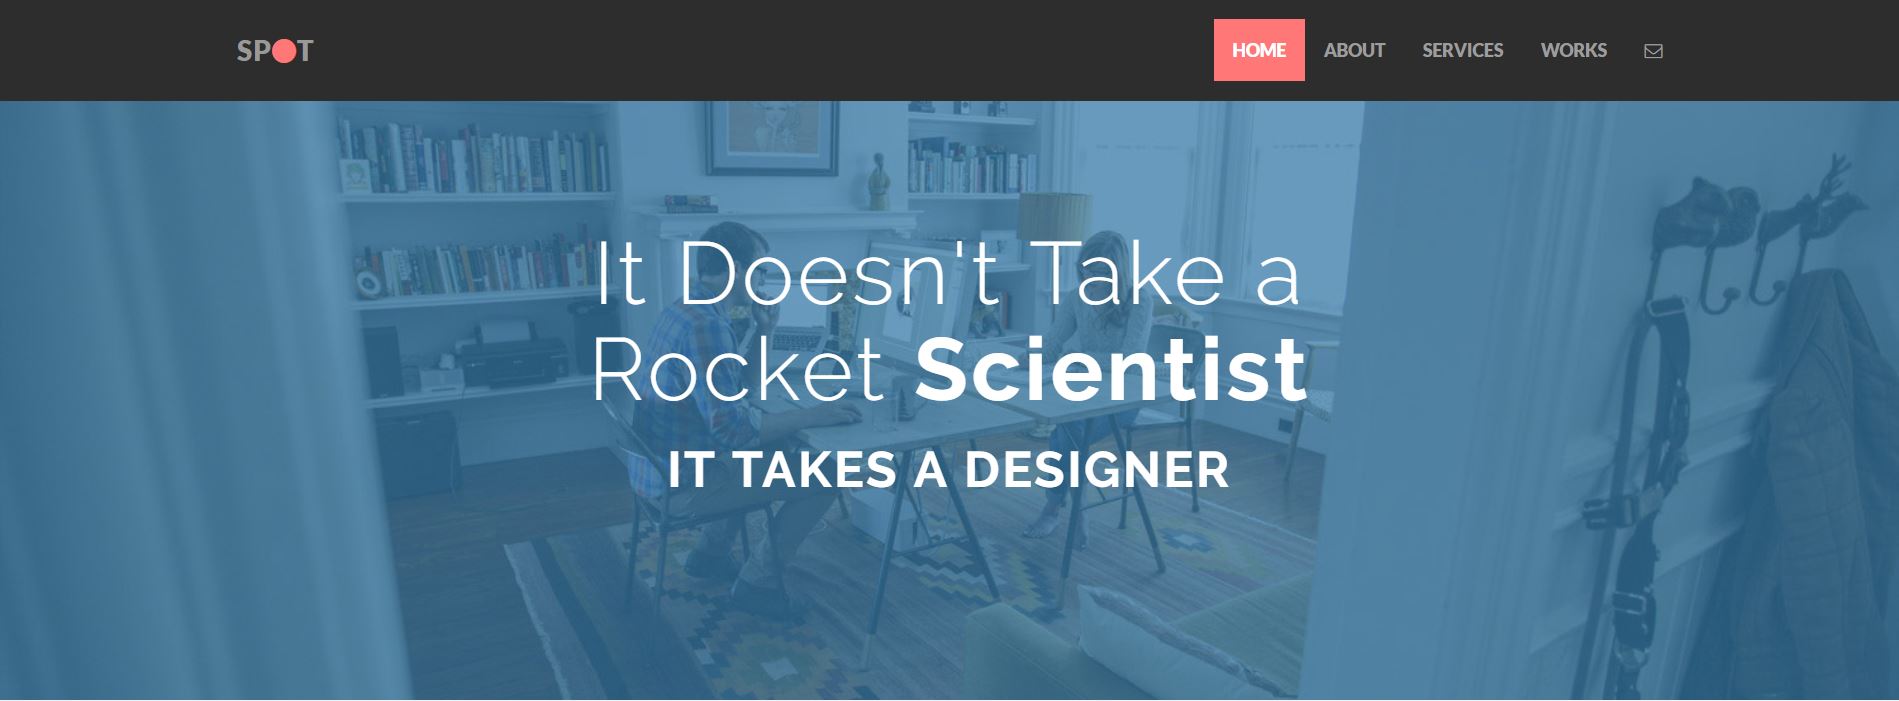 SPOT
HOME ABOUT SERVICES WORKS
It Doesn't Take a
Rocket Scientist
IT TAKES A DESIGNER